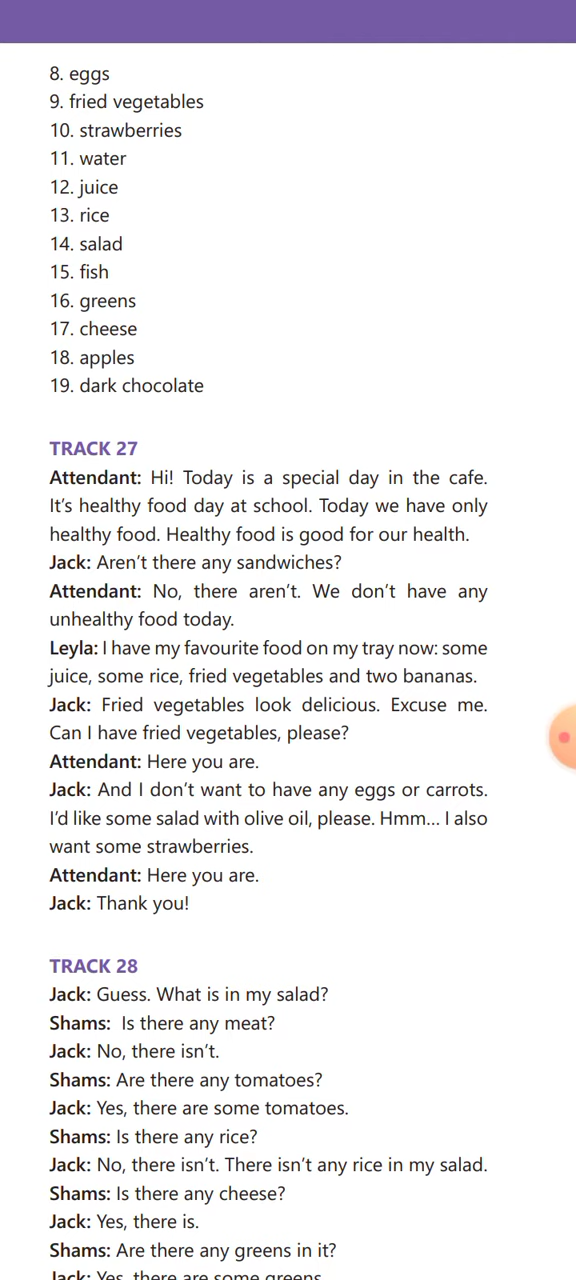 8. eggs
9. fried vegetables
10. strawberries
11. water
12. juice
13. rice
14. salad
15. fish
16. greens
17. cheese
18. apples
19. dark chocolate
TRACK 27
Attendant: Hi! Today is a special day in the cafe.
It’s healthy food day at school. Today we have only
healthy food. Healthy food is good for our health.
Jack: Aren’t there any sandwiches?
Attendant: No, there aren’t. We don’t have any
unhealthy food today.
Leyla: I have my favourite food on my tray now: some
juice, some rice, fried vegetables and two bananas.
Jack: Fried vegetables look delicious. Excuse me.
Can I have fried vegetables, please?
Attendant: Here you are.
Jack: And I don’t want to have any eggs or carrots.
I’d like some salad with olive oil, please. Hmm... I also
want some strawberries.
Attendant: Here you are.
Jack: Thank you!
TRACK 28
Jack: Guess. What is in my salad?
Shams: Is there any meat?
Jack: No, there isn’t.
Shams: Are there any tomatoes?
Jack: Yes, there are some tomatoes.
Shams: Is there any rice?
Jack: No, there isn’t. There isn’t any rice in my salad.
Shams: Is there any cheese?
Jack: Yes, there is.
Shams: Are there any greens in it?
Jack: Yes, there are some greens.